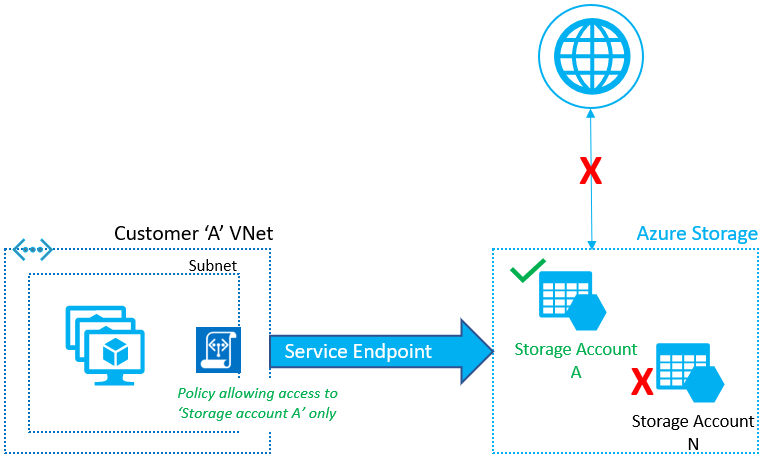 Customer ‘A’ VNet
Subnet
Policy allowing access to
‘Storage account A’ only
Service Endpoint
X
Azure Storage
Storage Account
A
X
Storage Account
N